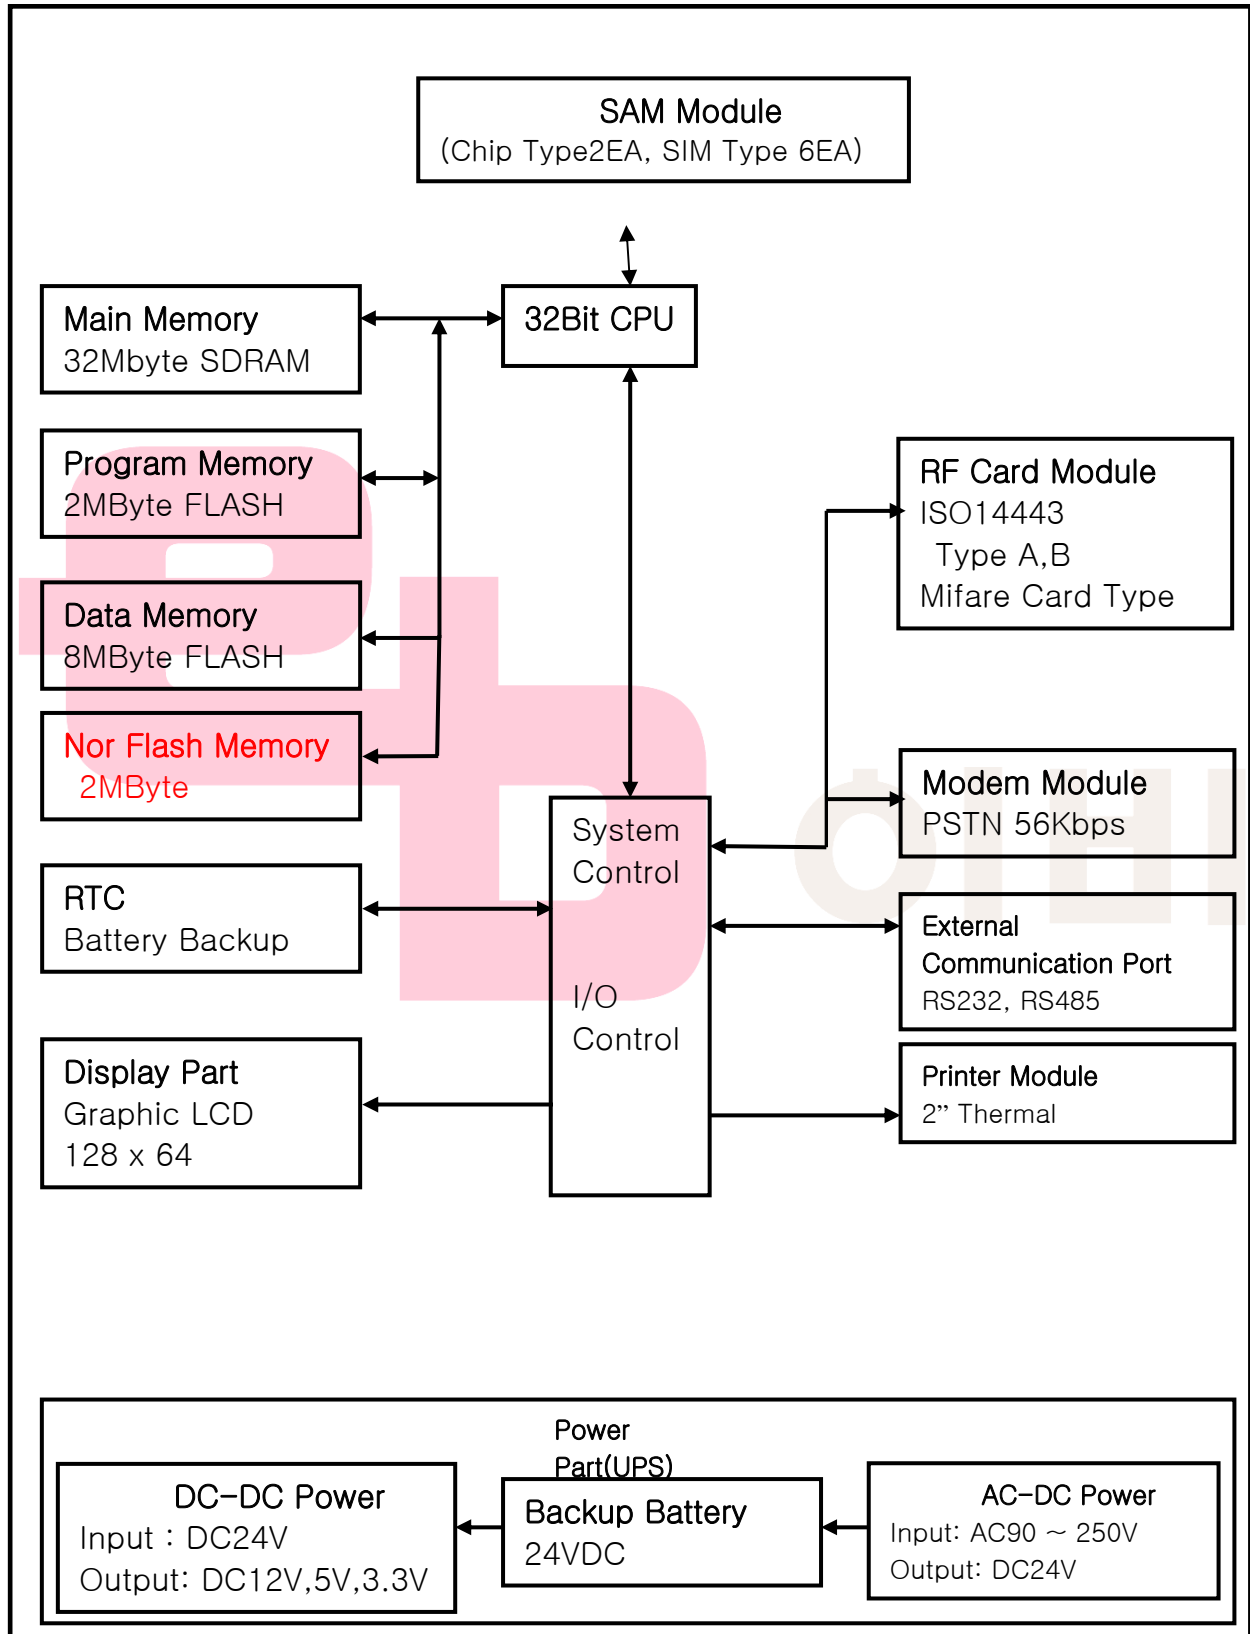 SAM Module
(Chip Type2EA, SIM Type 6EA)
Main Memory
32Mbyte SDRAM
32Bit CPU
Program Memory
2MByte FLASH
RF Card Module
ISO14443
Type A,B
Mifare Card Type
Data Memory
8MByte FLASH
Nor Flash Memory
2MByte
Modem Module
PSTN 56Kbps
System
Control
I/O
Control
RTC
Battery Backup
External
Communication Port
RS232, RS485
Display Part
Graphic LCD
128 x 64
Printer Module
2” Thermal
Power
Part(UPS)
DC-DC Power
Input : DC24V
Output: DC12V,5V,3.3V
Backup Battery
24VDC
AC-DC Power
Input: AC90 ~ 250V
Output: DC24V